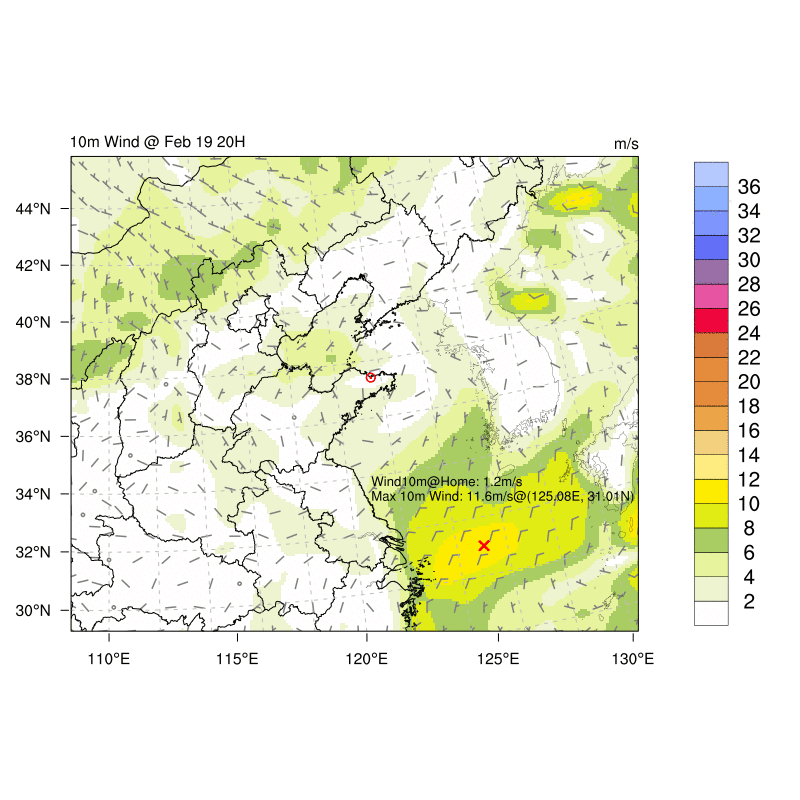 10m Wind @ Feb 19 20H
m/s
44°N
42°N
40°N
38°N
36°N
34°N
32°N
30°N
Wind10m@Home: 1.2m/s
Max 10m Wind: 11.6m/s@(125.08E, 31.01N)
110°E
115°E
120°E
125°E
130°E
36
34
32
30
28
26
24
22
20
18
16
14
12
10
8
6
4
2